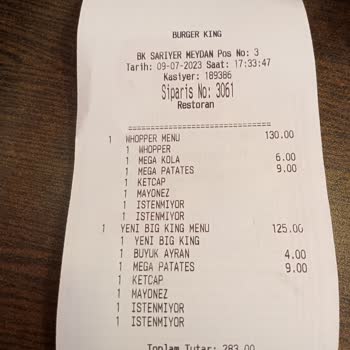 BURGER KING
BK SARIYER MEYDAN Pos No: 3
Tarih: 09-07-2023 Saat: 17:33:47
Kasiyer: 189386
Siparis No: 3061
Restoran
==============================
1 WHOPPER MENU 130.00
1 WHOPPER
1 MEGA KOLA 6.00
1 MEGA PATATES 9.00
1 KETCAP
1 MAYONEZ
1 ISTENMIYOR
1 ISTENMIYOR
1 YENI BIG KING MENU 125.00
1 YENI BIG KING
1 BUYUK AYRAN 4.00
1 MEGA PATATES 9.00
1 KETCAP
1 MAYONEZ
1 ISTENMIYOR
1 ISTENMIYOR
Toplam Tutar: 283.00